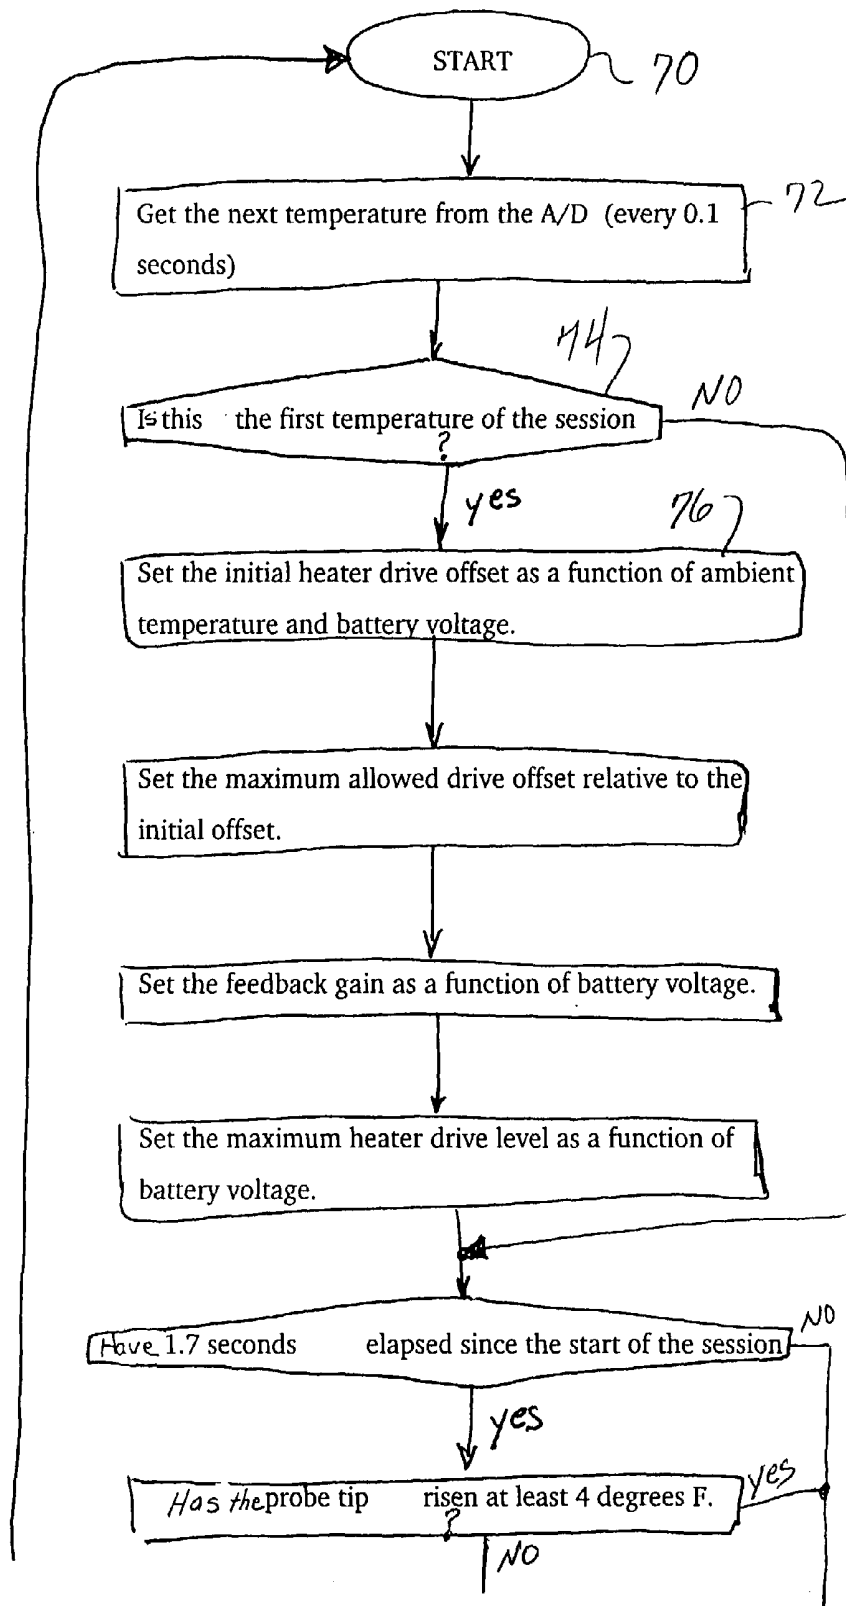 START
70
Get the next temperature from the A/D (every 0.1
seconds)
72
74
Is this the first temperature of the session
?
NO
yes
76
Set the initial heater drive offset as a function of ambient
temperature and battery voltage.
Set the maximum allowed drive offset relative to the
initial offset.
Set the feedback gain as a function of battery voltage.
Set the maximum heater drive level as a function of
battery voltage.
Have 1.7 seconds elapsed since the start of the session
NO
yes
Has the probe tip risen at least 4 degrees F.
?
yes
NO